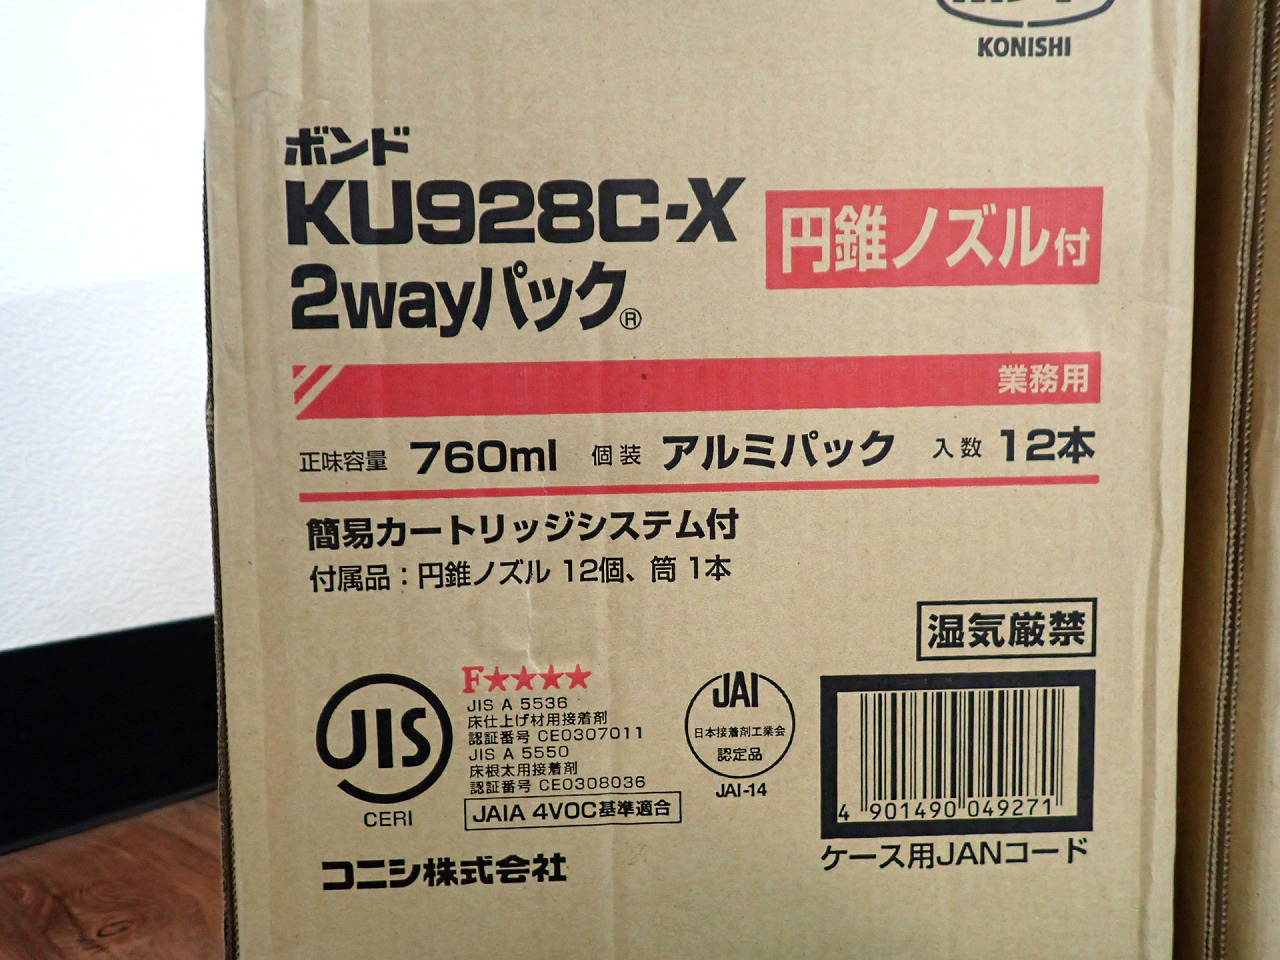 KONISHI
ボンド
KU928C-X
円錐ノズル付
2wayパック®
業務用
正味容量 760ml 個装 アルミパック 入数 12本
簡易カートリッジシステム付
付属品：円錐ノズル 12個、筒 1本
湿気厳禁
F★★★★
JIS A 5536
床仕上げ材用接着剤
認証番号 CE0307011
JIS A 5550
床根太用接着剤
認証番号 CE0308036
JAIA 4VOC基準適合
JIS
CERI
JAI
日本接着剤工業会
認定品
JAI-14
4 901490 049271
ケース用JANコード
コニシ株式会社